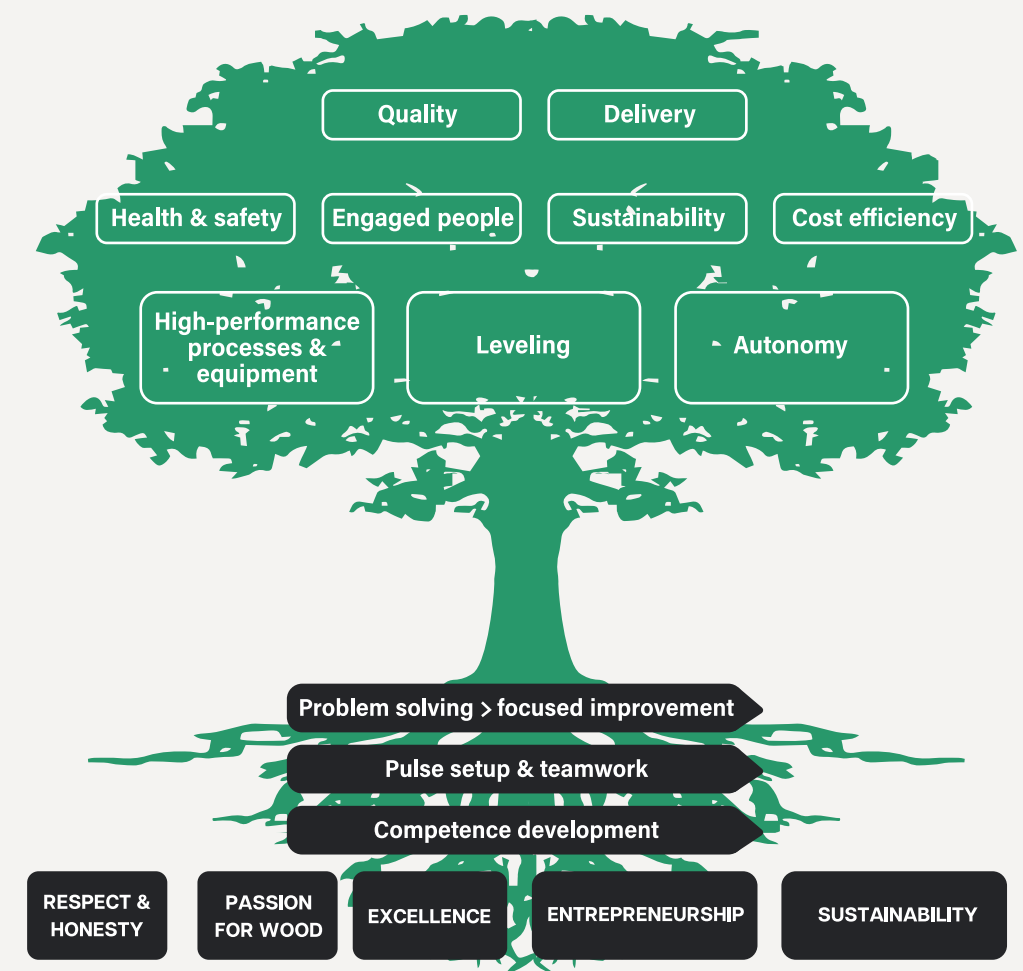 Quality
Delivery
Health & safety
Engaged people
Sustainability
Cost efficiency
High-performance
processes &
equipment
Leveling
Autonomy
Problem solving > focused improvement
Pulse setup & teamwork
Competence development
RESPECT &
HONESTY
PASSION
FOR WOOD
EXCELLENCE
ENTREPRENEURSHIP
SUSTAINABILITY